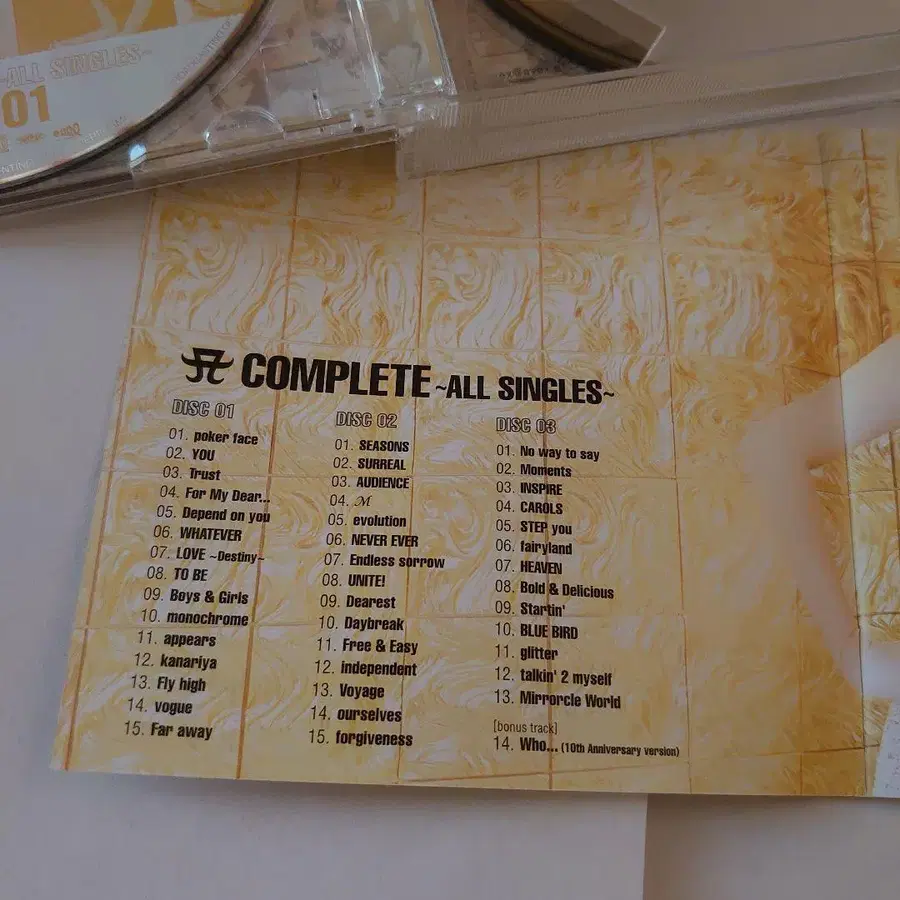 ~ALL SINGLES~
01
COMPLETE ~ALL SINGLES~
DISC 01
01. poker face
02. YOU
03. Trust
04. For My Dear...
05. Depend on you
06. WHATEVER
07. LOVE ~Destiny~
08. TO BE
09. Boys & Girls
10. monochrome
11. appears
12. kanariya
13. Fly high
14. vogue
15. Far away
DISC 02
01. SEASONS
02. SURREAL
03. AUDIENCE
04. M
05. evolution
06. NEVER EVER
07. Endless sorrow
08. UNITE!
09. Dearest
10. Daybreak
11. Free & Easy
12. independent
13. Voyage
14. ourselves
15. forgiveness
DISC 03
01. No way to say
02. Moments
03. INSPIRE
04. CAROLS
05. STEP you
06. fairyland
07. HEAVEN
08. Bold & Delicious
09. Startin'
10. BLUE BIRD
11. glitter
12. talkin' 2 myself
13. Mirrorcle World
[bonus track]
14. Who... (10th Anniversary version)